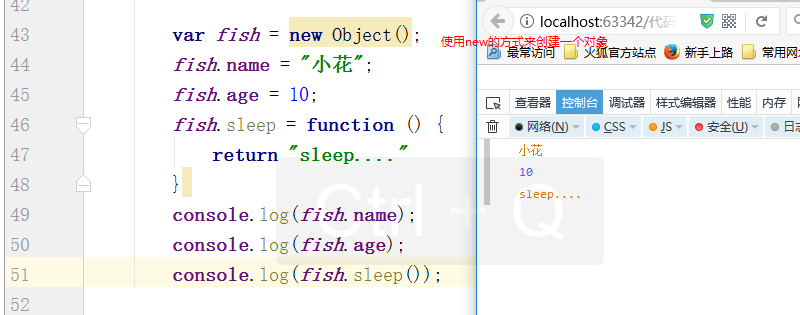 42
43 var fish = new Object();
44 fish.name = "小花";
45 fish.age = 10;
46 fish.sleep = function () {
47 return "sleep...."
48 }
49 console.log(fish.name);
50 console.log(fish.age);
51 console.log(fish.sleep());
52
Ctrl + Q
localhost:63342/代码
使用new的方式来创建一个对象
最常访问 火狐官方站点 新手上路 常用网
查看器 控制台 调试器 样式编辑器 性能 内存
网络(N) CSS JS 安全(U) 日志
小花
10
sleep....